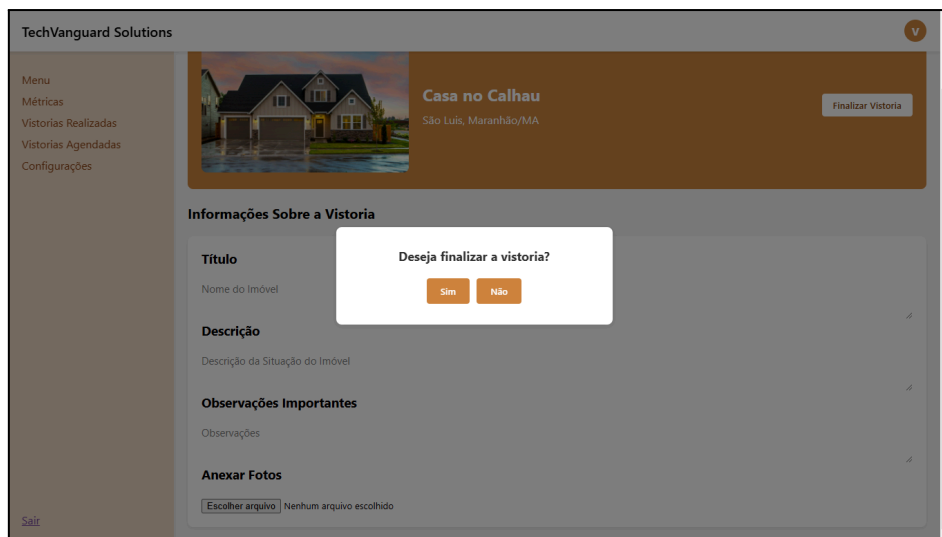 TechVanguard Solutions
V
Menu
Métricas
Vistorias Realizadas
Vistorias Agendadas
Configurações
Sair
Casa no Calhau
São Luis, Maranhão/MA
Finalizar Vistoria
Informações Sobre a Vistoria
Título
Nome do Imóvel
Descrição
Descrição da Situação do Imóvel
Observações Importantes
Observações
Anexar Fotos
Escolher arquivo Nenhum arquivo escolhido
Deseja finalizar a vistoria?
Sim Não